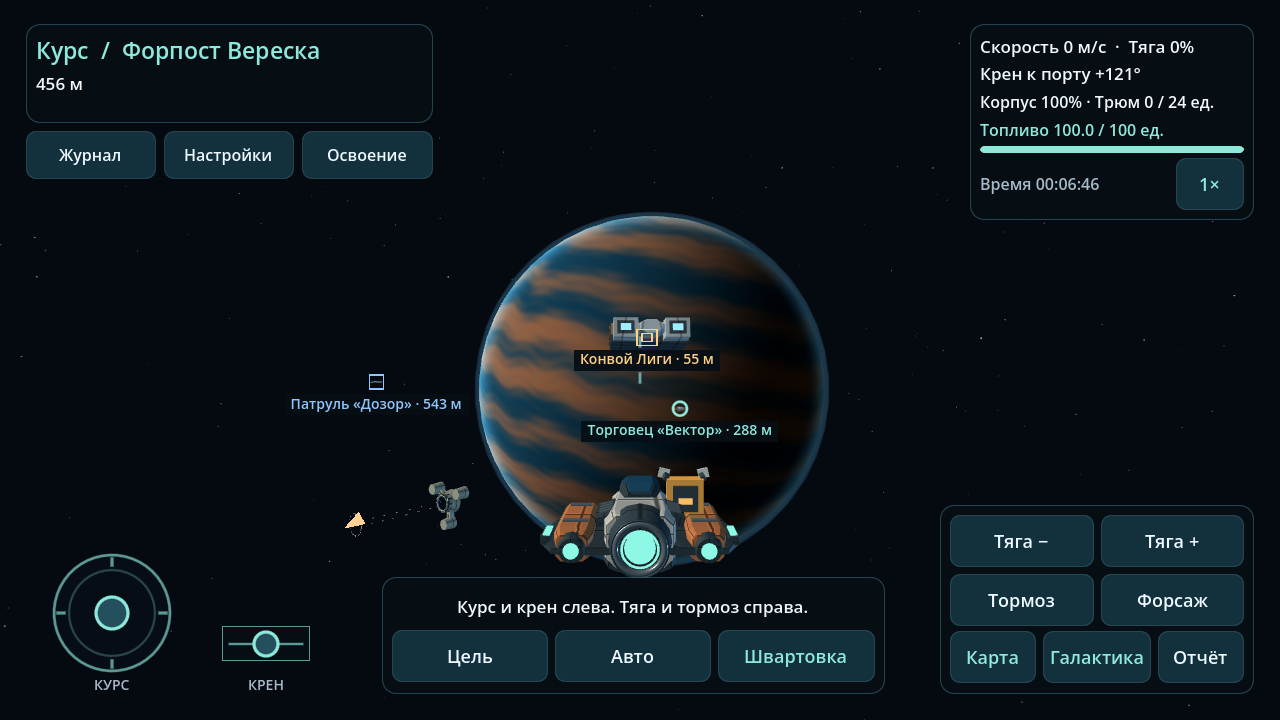 Курс / Форпост Вереска
456 м
Журнал
Настройки
Освоение
Скорость 0 м/с · Тяга 0%
Крен к порту +121°
Корпус 100% · Трюм 0 / 24 ед.
Топливо 100.0 / 100 ед.
Время 00:06:46
1×
Конвой Лиги · 55 м
Патруль «Дозор» · 543 м
Торговец «Вектор» · 288 м
КУРС
КРЕН
Курс и крен слева. Тяга и тормоз справа.
Цель
Авто
Швартовка
Тяга −
Тяга +
Тормоз
Форсаж
Карта
Галактика
Отчёт